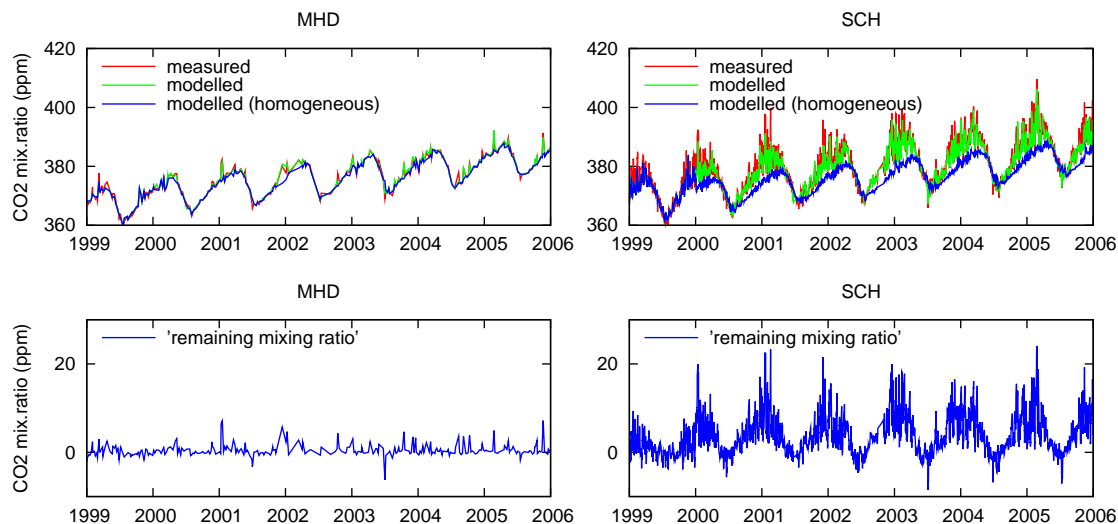 MHD
CO2 mix.ratio (ppm)
420
400
380
360
measured
modelled
modelled (homogeneous)
1999 2000 2001 2002 2003 2004 2005 2006
SCH
420
400
380
360
measured
modelled
modelled (homogeneous)
1999 2000 2001 2002 2003 2004 2005 2006
MHD
CO2 mix.ratio (ppm)
20
0
'remaining mixing ratio'
1999 2000 2001 2002 2003 2004 2005 2006
SCH
20
0
'remaining mixing ratio'
1999 2000 2001 2002 2003 2004 2005 2006